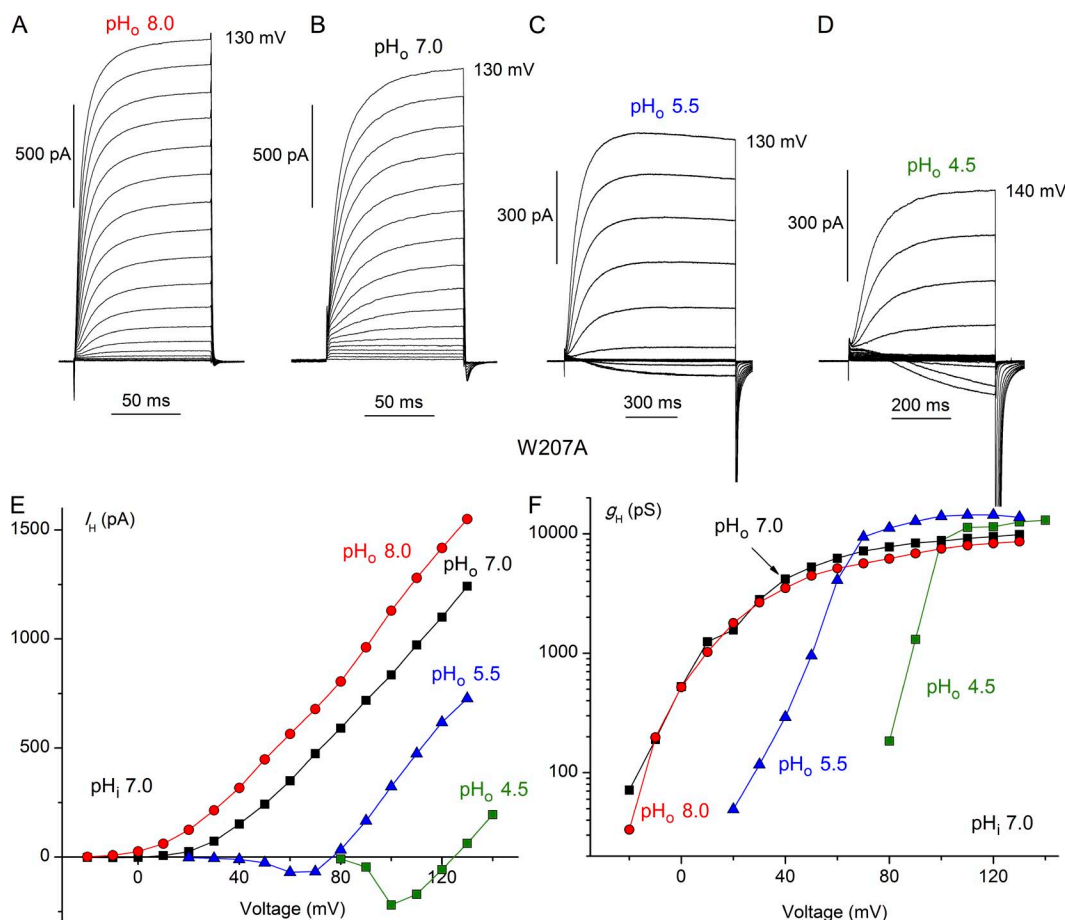 A
pHo 8.0
130 mV
500 pA
50 ms
B
pHo 7.0
130 mV
500 pA
50 ms
C
pHo 5.5
130 mV
300 pA
300 ms
D
pHo 4.5
140 mV
300 pA
200 ms
W207A
E
IH (pA)
1500
1000
500
0
pHo 8.0
pHo 7.0
pHo 5.5
pHo 4.5
pHi 7.0
0 40 80 120
Voltage (mV)
F
gH (pS)
10000
1000
100
pHo 7.0
pHo 8.0
pHo 5.5
pHo 4.5
pHi 7.0
0 40 80 120
Voltage (mV)